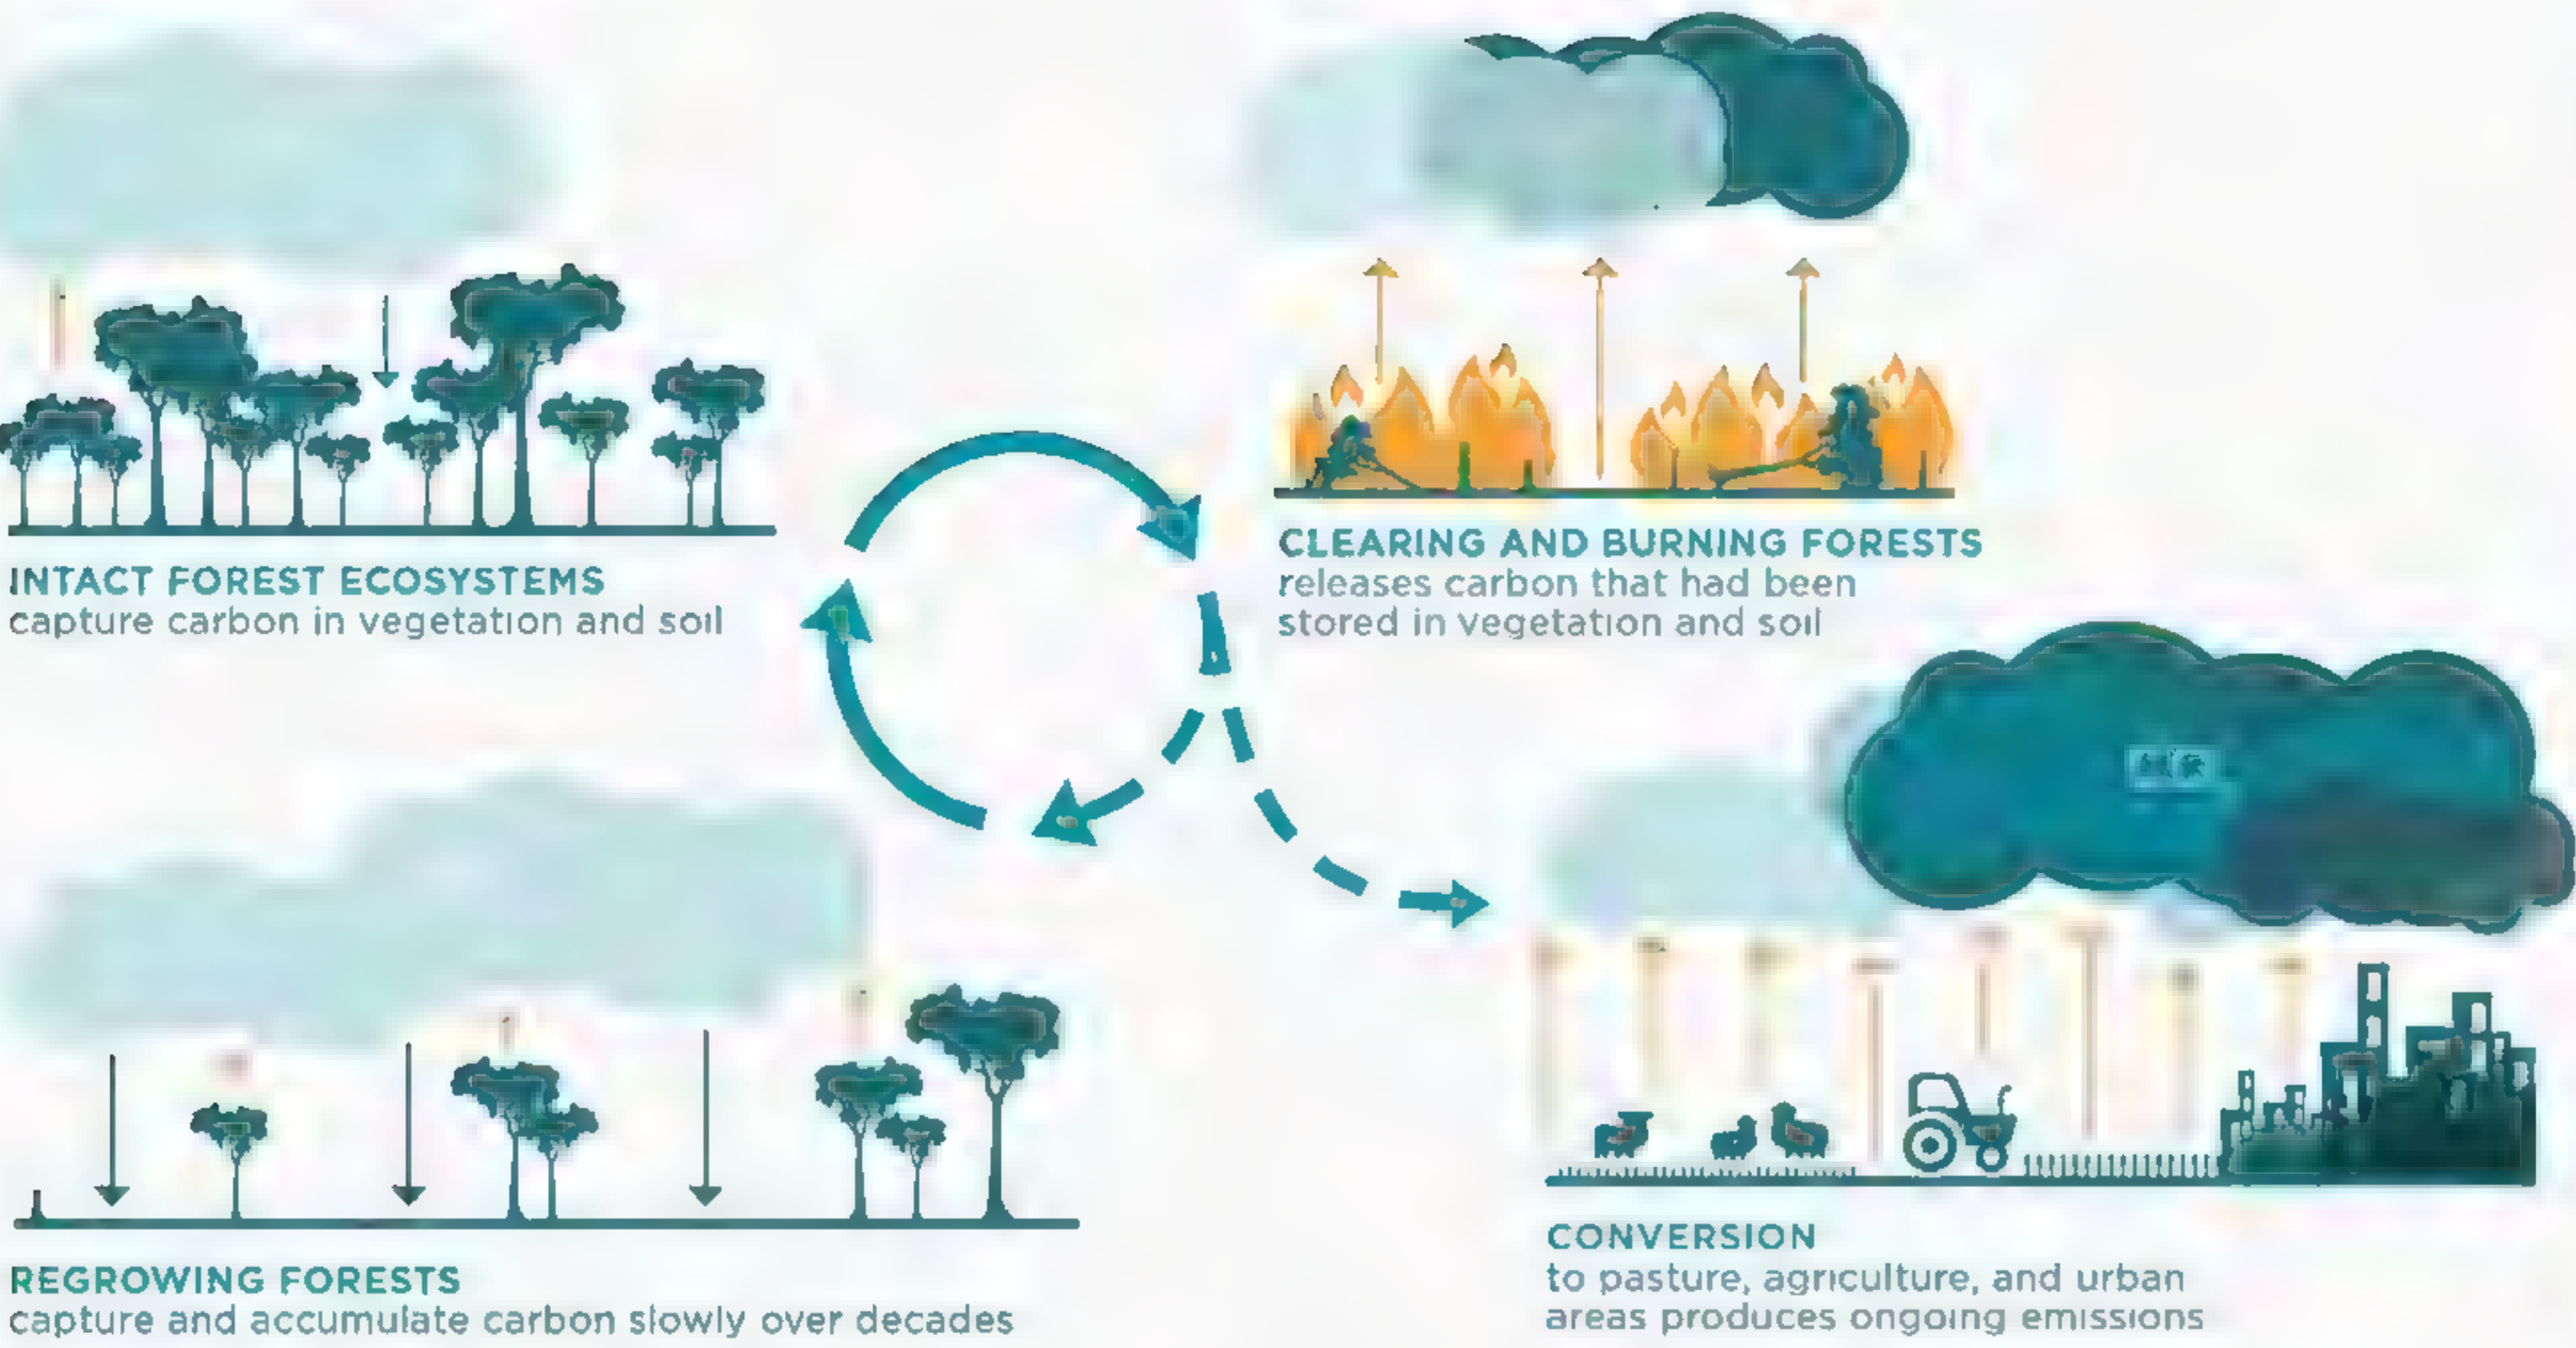 INTACT FOREST ECOSYSTEMS
capture carbon in vegetation and soil
CLEARING AND BURNING FORESTS
releases carbon that had been
stored in vegetation and soil
REGROWING FORESTS
capture and accumulate carbon slowly over decades
CONVERSION
to pasture, agriculture, and urban
areas produces ongoing emissions